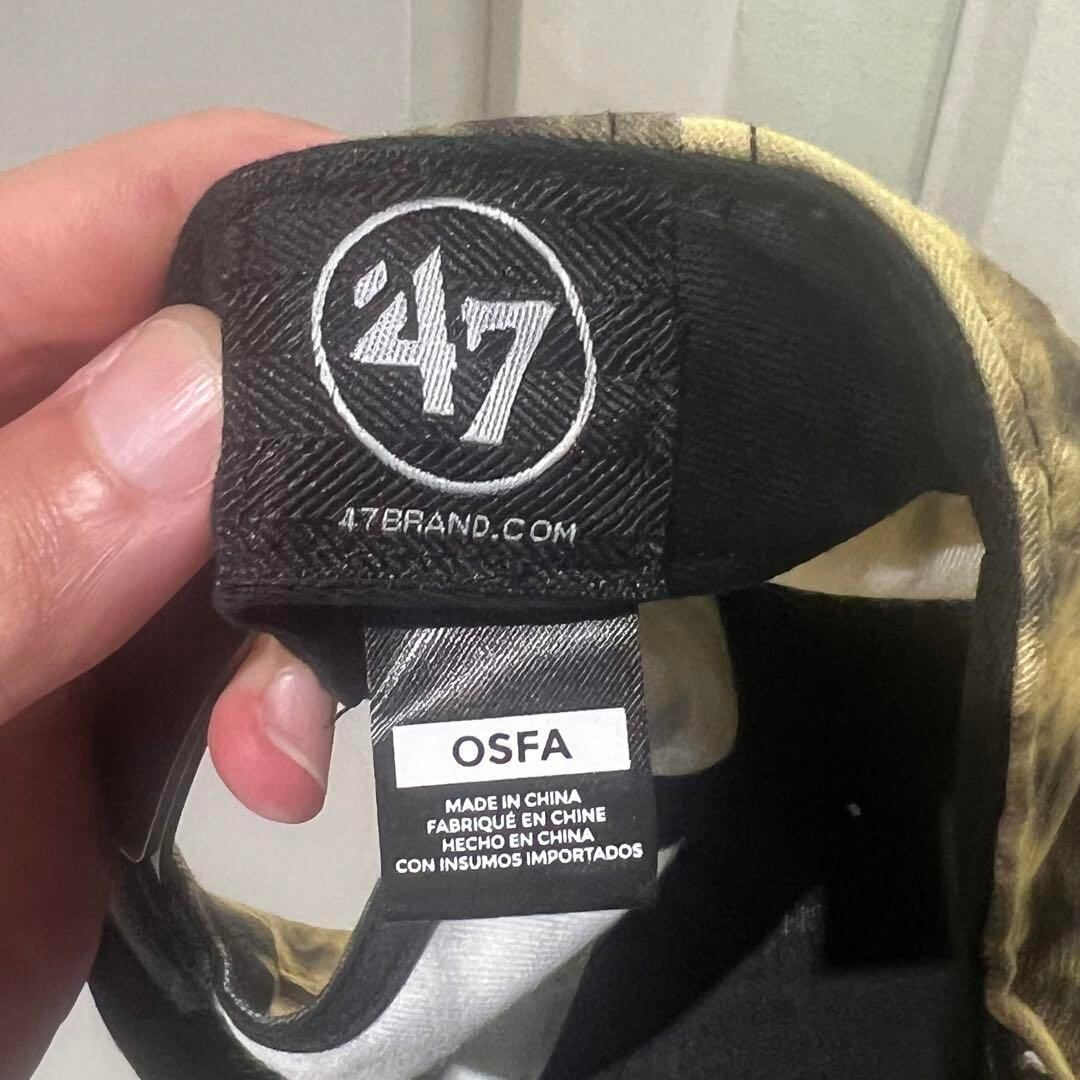 '47
47BRAND.COM
OSFA
MADE IN CHINA
FABRIQUÉ EN CHINE
HECHO EN CHINA
CON INSUMOS IMPORTADOS